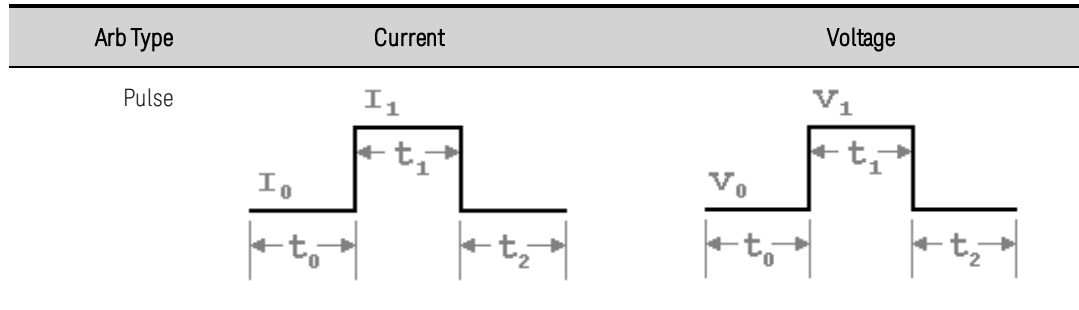 Arb Type Current Voltage
Pulse
I₁ V₁
t₁ t₁
I₀ V₀
t₀ t₂ t₀ t₂